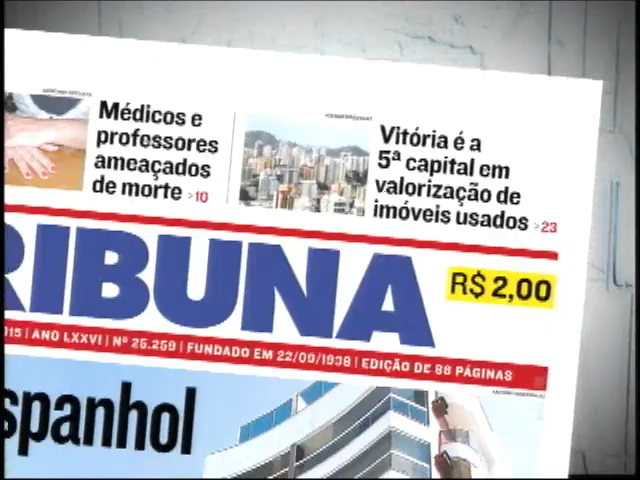 Médicos e
professores
ameaçados
de morte >10
Vitória é a
5ª capital em
valorização de
imóveis usados >23
RIBUNA
R$ 2,00
015 | ANO LXXVI | Nº 25.259 | FUNDADO EM 22/09/1938 | EDIÇÃO DE 88 PÁGINAS
spanhol